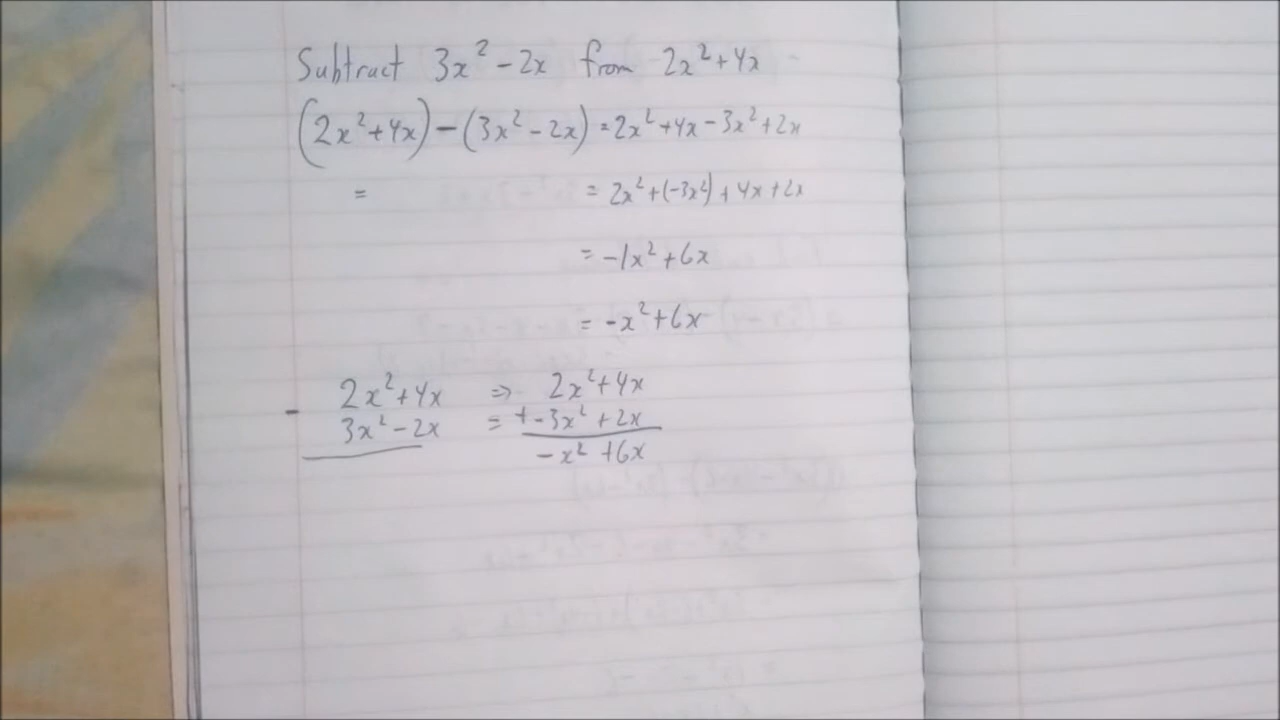 Subtract 3x² - 2x from 2x² + 4x
(2x² + 4x) - (3x² - 2x) = 2x² + 4x - 3x² + 2x
= = 2x² + (-3x²) + 4x + 2x
= -1x² + 6x
= -x² + 6x
2x² + 4x ⇒ 2x² + 4x
- 3x² - 2x = + -3x² + 2x
-x² + 6x